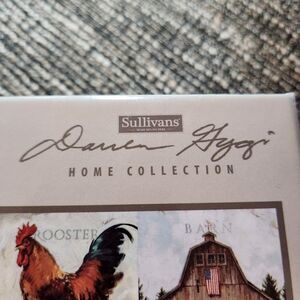 Sullivans
Darren Gygi
HOME COLLECTION
ROOSTER
BARN